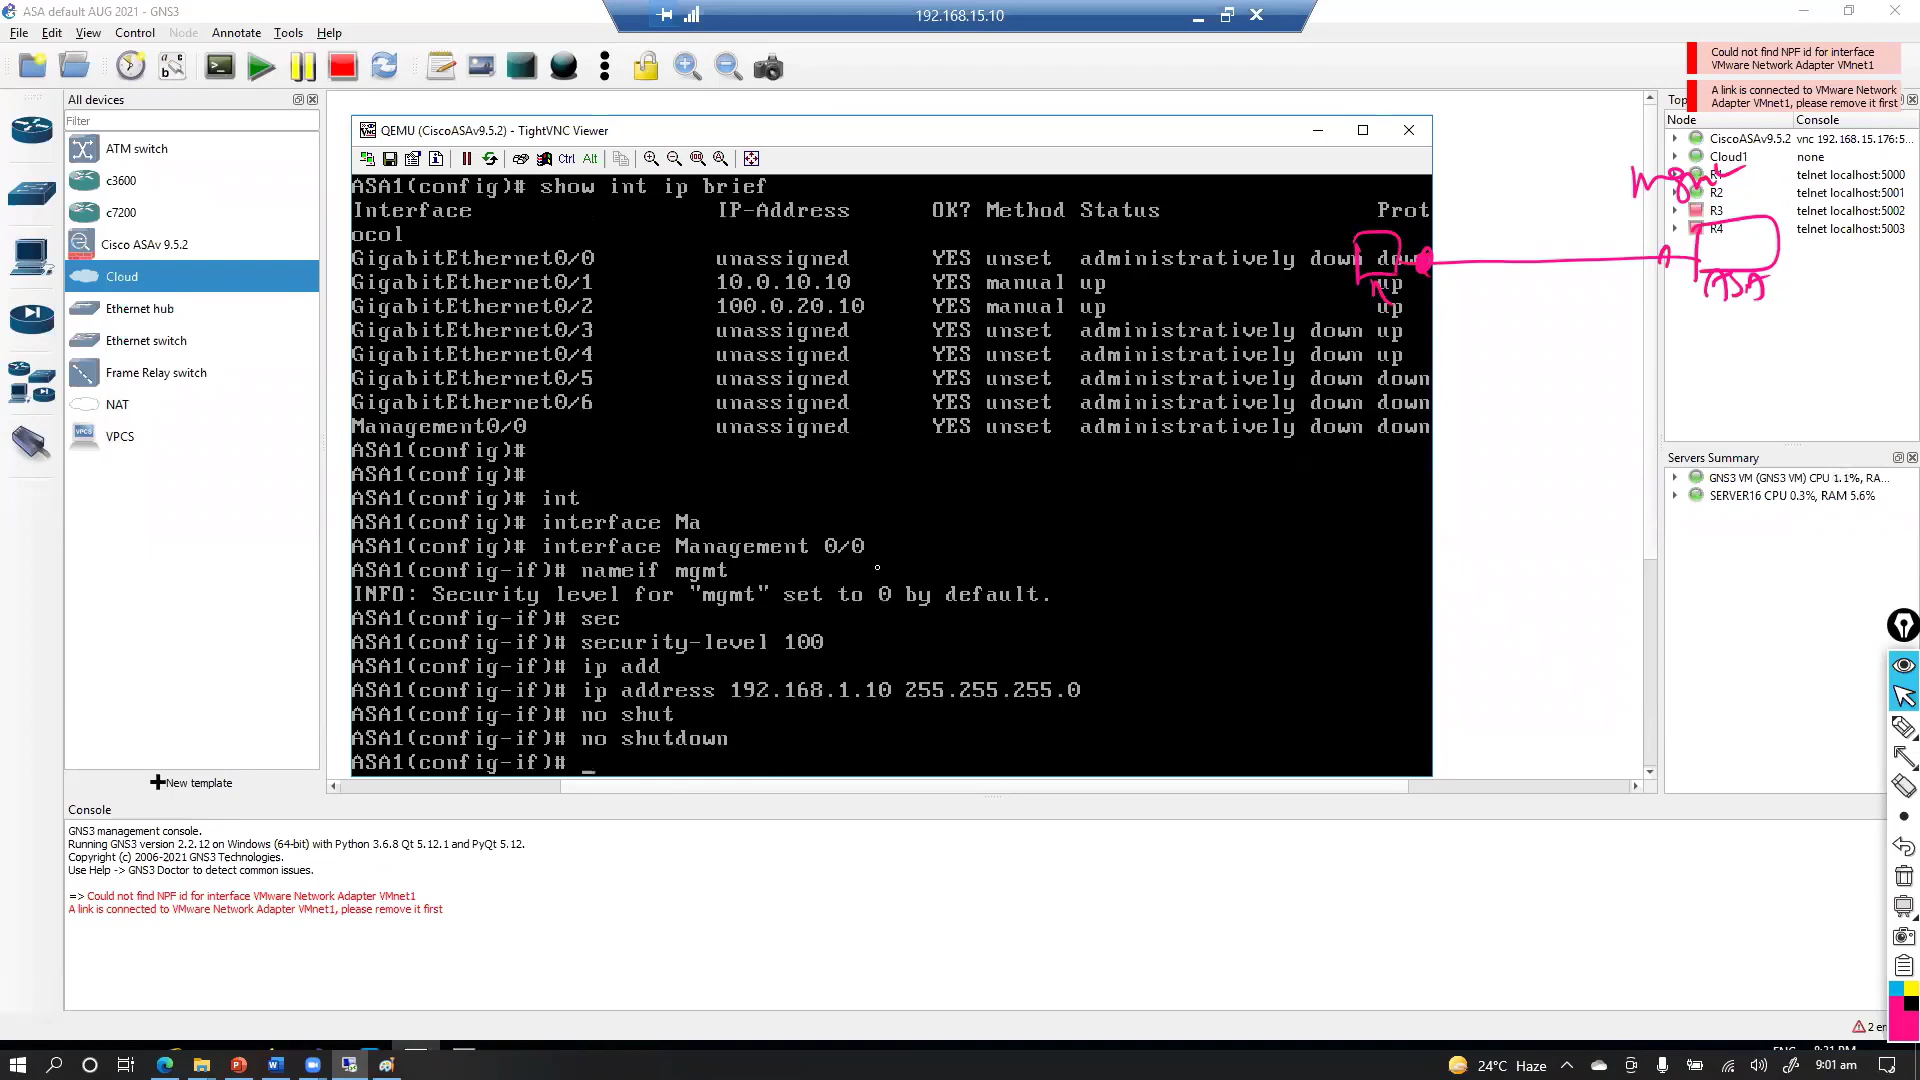 ASA default AUG 2021 - GNS3
192.168.15.10
File Edit View Control Node Annotate Tools Help
Could not find NPF id for interface
VMware Network Adapter VMnet1
A link is connected to VMware Network
Adapter VMnet1, please remove it first
All devices
Filter
ATM switch
c3600
c7200
Cisco ASAv 9.5.2
Cloud
Ethernet hub
Ethernet switch
Frame Relay switch
NAT
VPCS
New template
QEMU (CiscoASAv9.5.2) - TightVNC Viewer
Ctrl Alt
ASA1(config)# show int ip brief
Interface IP-Address OK? Method Status Prot
ocol
GigabitEthernet0/0 unassigned YES unset administratively down down
GigabitEthernet0/1 10.0.10.10 YES manual up up
GigabitEthernet0/2 100.0.20.10 YES manual up up
GigabitEthernet0/3 unassigned YES unset administratively down up
GigabitEthernet0/4 unassigned YES unset administratively down up
GigabitEthernet0/5 unassigned YES unset administratively down down
GigabitEthernet0/6 unassigned YES unset administratively down down
Management0/0 unassigned YES unset administratively down down
ASA1(config)#
ASA1(config)#
ASA1(config)# int
ASA1(config)# interface Ma
ASA1(config)# interface Management 0/0
ASA1(config-if)# nameif mgmt
INFO: Security level for "mgmt" set to 0 by default.
ASA1(config-if)# sec
ASA1(config-if)# security-level 100
ASA1(config-if)# ip add
ASA1(config-if)# ip address 192.168.1.10 255.255.255.0
ASA1(config-if)# no shut
ASA1(config-if)# no shutdown
ASA1(config-if)# _
Node Console
CiscoASAv9.5.2 vnc 192.168.15.176:5...
Cloud1 none
R1 telnet localhost:5000
R2 telnet localhost:5001
R3 telnet localhost:5002
R4 telnet localhost:5003
mgmt
ASA
Servers Summary
GNS3 VM (GNS3 VM) CPU 1.1%, RA...
SERVER16 CPU 0.3%, RAM 5.6%
Console
GNS3 management console.
Running GNS3 version 2.2.12 on Windows (64-bit) with Python 3.6.8 Qt 5.12.1 and PyQt 5.12.
Copyright (c) 2006-2021 GNS3 Technologies.
Use Help -> GNS3 Doctor to detect common issues.
=> Could not find NPF id for interface VMware Network Adapter VMnet1
A link is connected to VMware Network Adapter VMnet1, please remove it first
24°C Haze
9:01 am